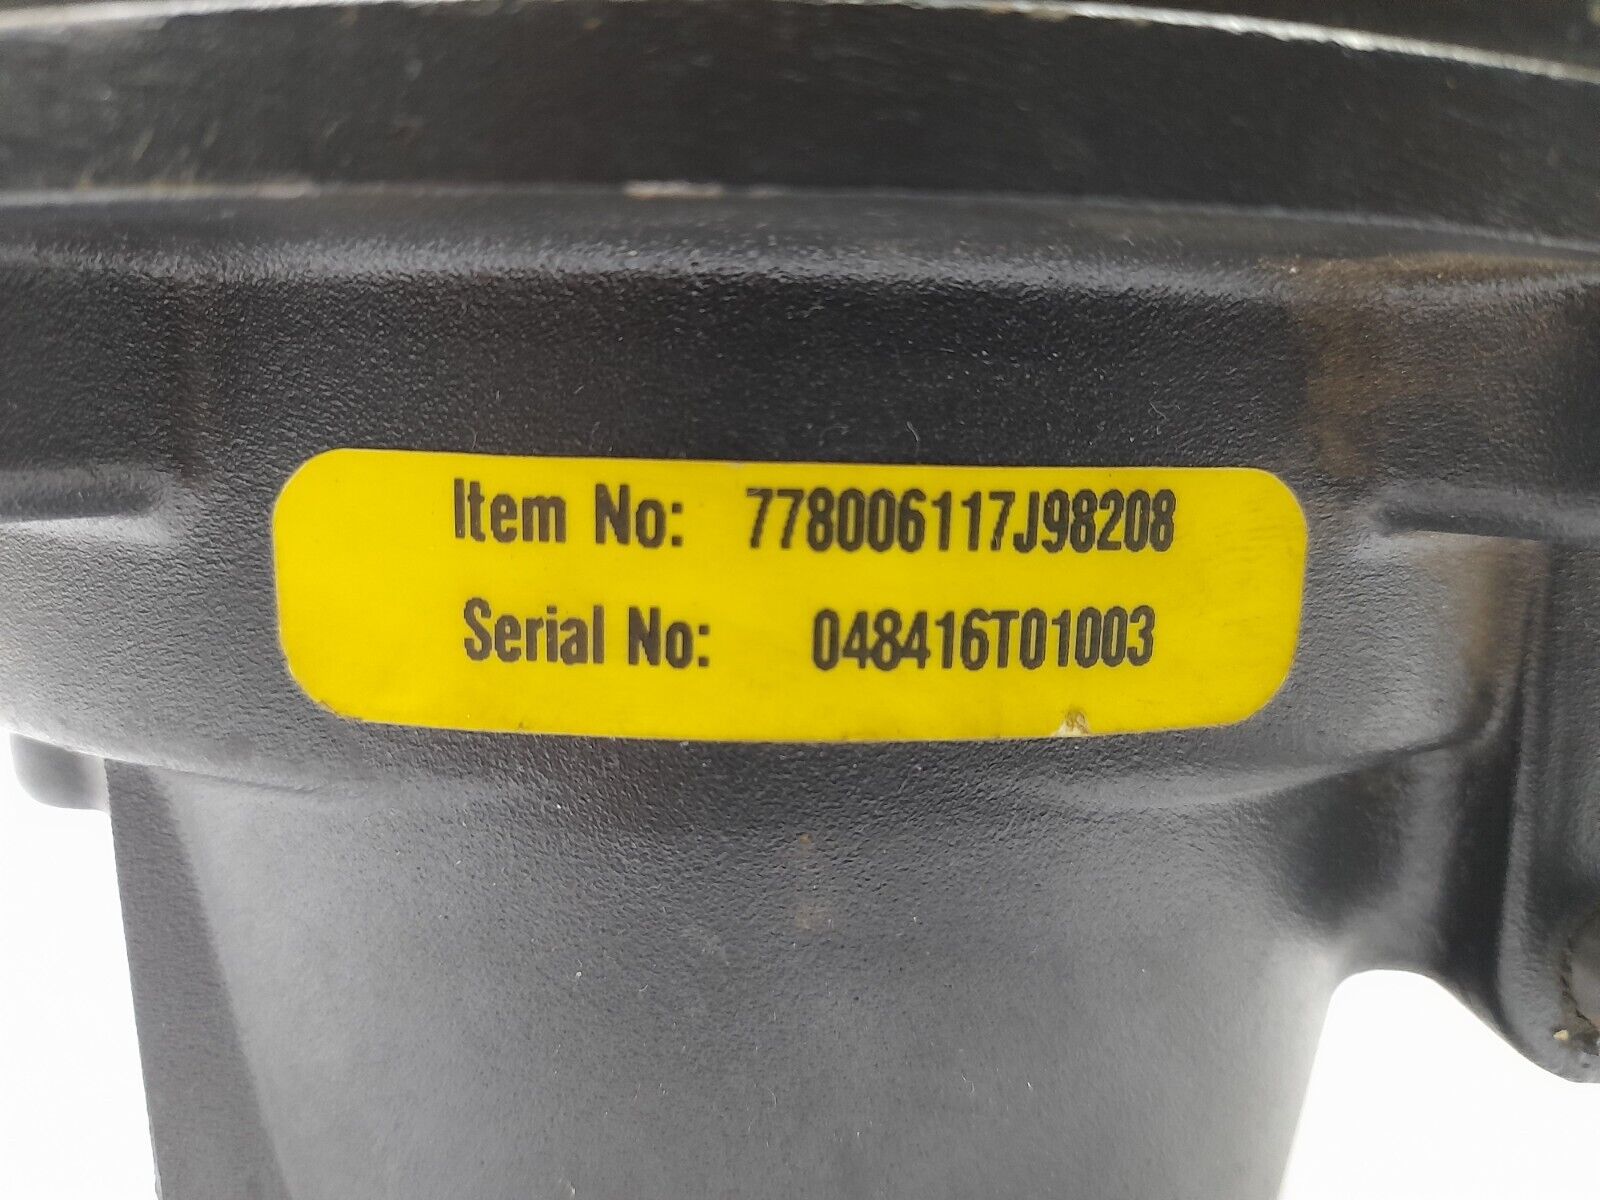 Item No: 778006117J98208
Serial No: 048416T01003